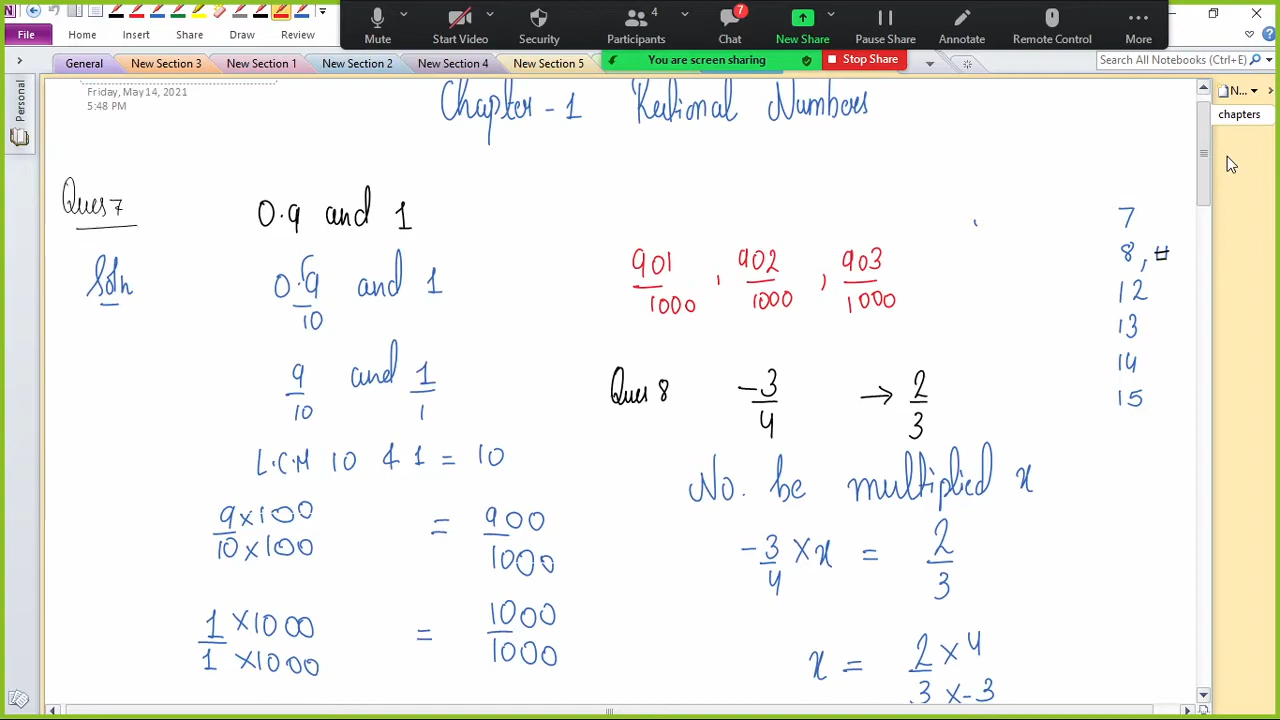 4
7
Mute
Start Video
Security
Participants
Chat
New Share
Pause Share
Annotate
Remote Control
More
File
Home
Insert
Share
Draw
Review
You are screen sharing
Stop Share
General
New Section 3
New Section 1
New Section 2
New Section 4
New Section 5
Search All Notebooks (Ctrl+E)
Personal
N...
chapters
Friday, May 14, 2021
5:48 PM
Chapter - 1 Rational Numbers
Ques 7
0.9 and 1
Soln
0.9 and 1
10
9/10 and 1/1
L.C.M 10 & 1 = 10
9×100/10×100 = 900/1000
1×1000/1×1000 = 1000/1000
901/1000 , 902/1000 , 903/1000
Ques 8 -3/4 → 2/3
No. be multiplied x
-3/4 × x = 2/3
x = 2×4/3×-3
7
8,
12
13
14
15